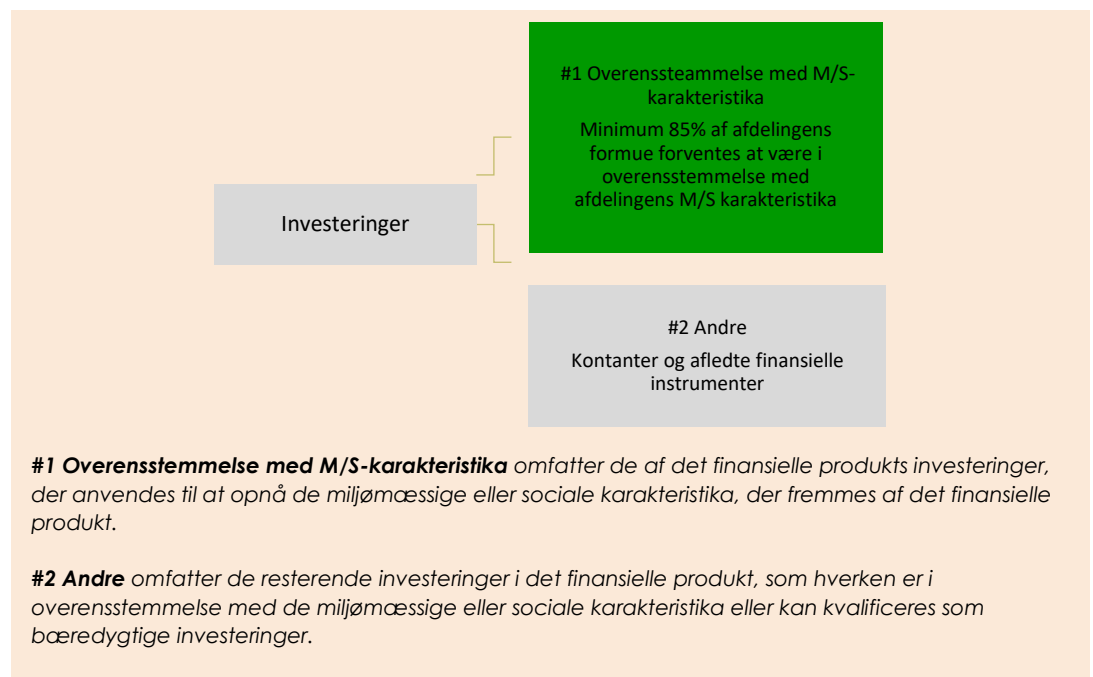 #1 Overenssteammelse med M/S-
karakteristika
Minimum 85% af afdelingens
formue forventes at være i
overensstemmelse med
afdelingens M/S karakteristika
Investeringer
#2 Andre
Kontanter og afledte finansielle
instrumenter
#1 Overensstemmelse med M/S-karakteristika omfatter de af det finansielle produkts investeringer,
der anvendes til at opnå de miljømæssige eller sociale karakteristika, der fremmes af det finansielle
produkt.
#2 Andre omfatter de resterende investeringer i det finansielle produkt, som hverken er i
overensstemmelse med de miljømæssige eller sociale karakteristika eller kan kvalificeres som
bæredygtige investeringer.